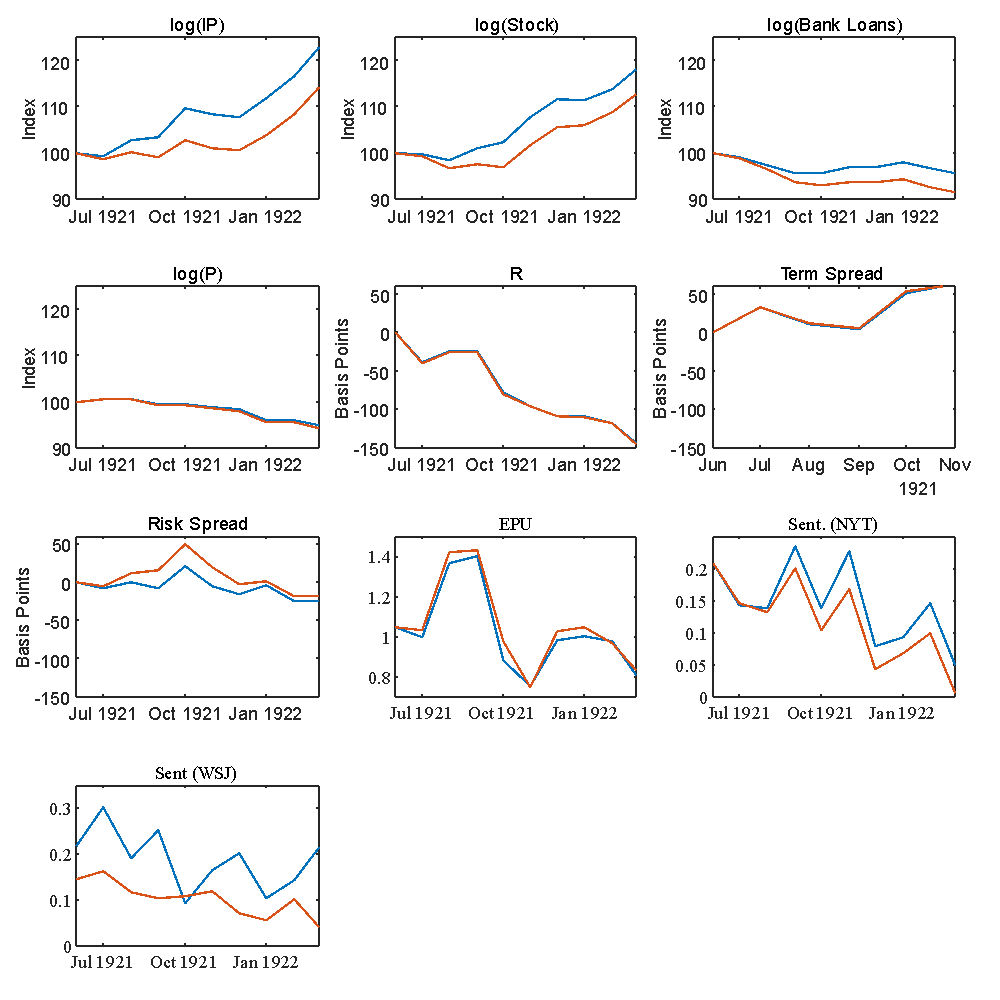 log(IP)
120
110
100
90
Index
Jul 1921 Oct 1921 Jan 1922
log(Stock)
120
110
100
90
Index
Jul 1921 Oct 1921 Jan 1922
log(Bank Loans)
120
110
100
90
Index
Jul 1921 Oct 1921 Jan 1922
log(P)
120
110
100
90
Index
Jul 1921 Oct 1921 Jan 1922
R
50
0
-50
-100
-150
Basis Points
Jul 1921 Oct 1921 Jan 1922
Term Spread
50
0
-50
-100
-150
Basis Points
Jun Jul Aug Sep Oct Nov
1921
Risk Spread
50
0
-50
-100
-150
Basis Points
Jul 1921 Oct 1921 Jan 1922
EPU
1.4
1.2
1
0.8
Jul 1921 Oct 1921 Jan 1922
Sent. (NYT)
0.2
0.15
0.1
0.05
0
Jul 1921 Oct 1921 Jan 1922
Sent (WSJ)
0.3
0.2
0.1
0
Jul 1921 Oct 1921 Jan 1922